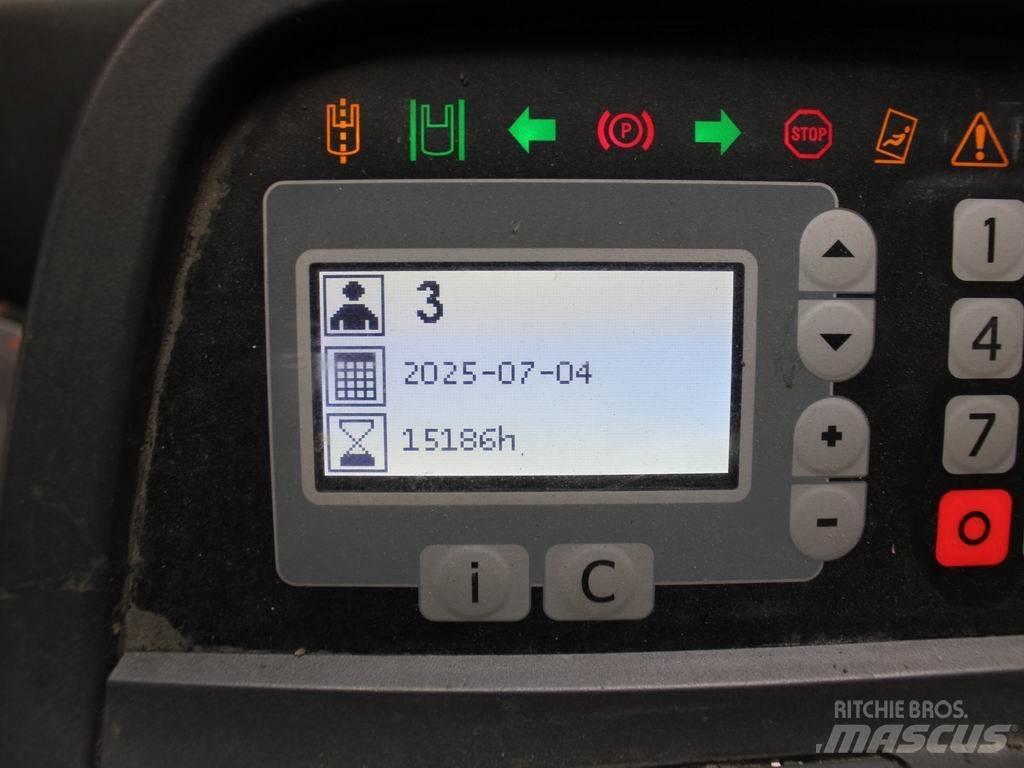 P
STOP
3
2025-07-04
15186h
1
4
7
O
+
-
i
C
RITCHIE BROS.
MASCUS